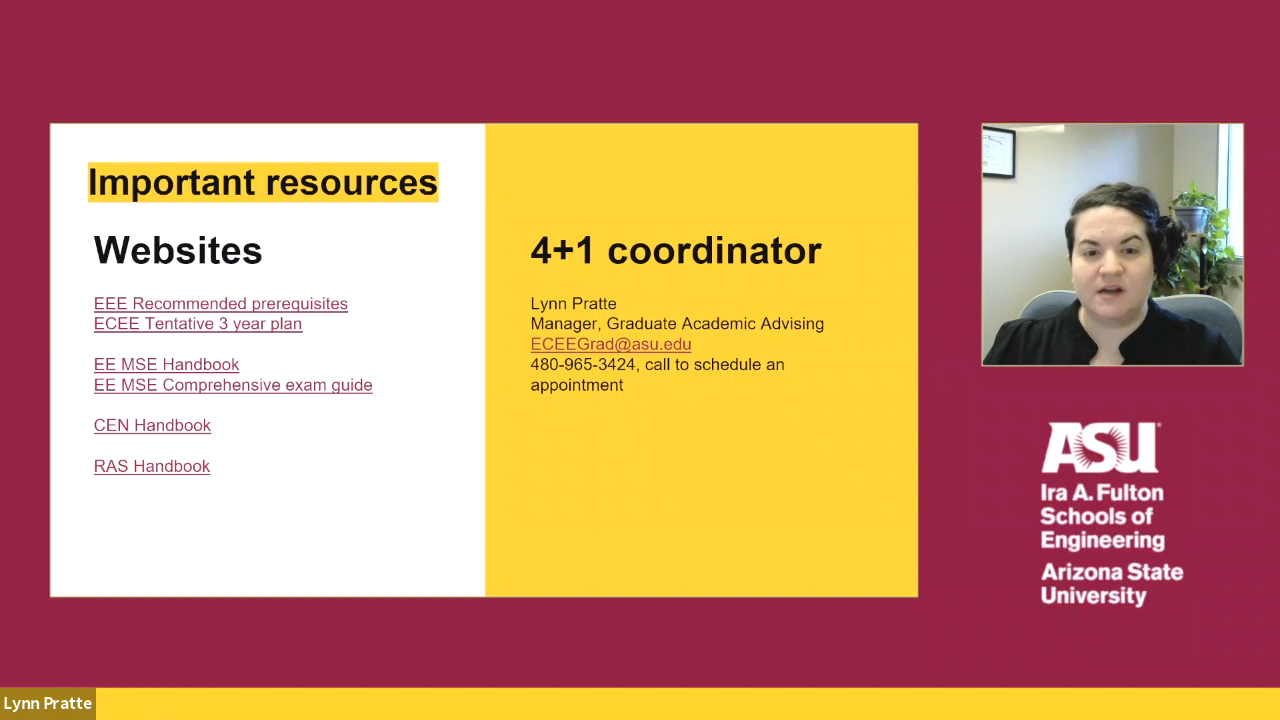 Important resources
Websites
EEE Recommended prerequisites
ECEE Tentative 3 year plan
EE MSE Handbook
EE MSE Comprehensive exam guide
CEN Handbook
RAS Handbook
4+1 coordinator
Lynn Pratte
Manager, Graduate Academic Advising
ECEEGrad@asu.edu
480-965-3424, call to schedule an
appointment
ASU
Ira A. Fulton
Schools of
Engineering
Arizona State
University
Lynn Pratte